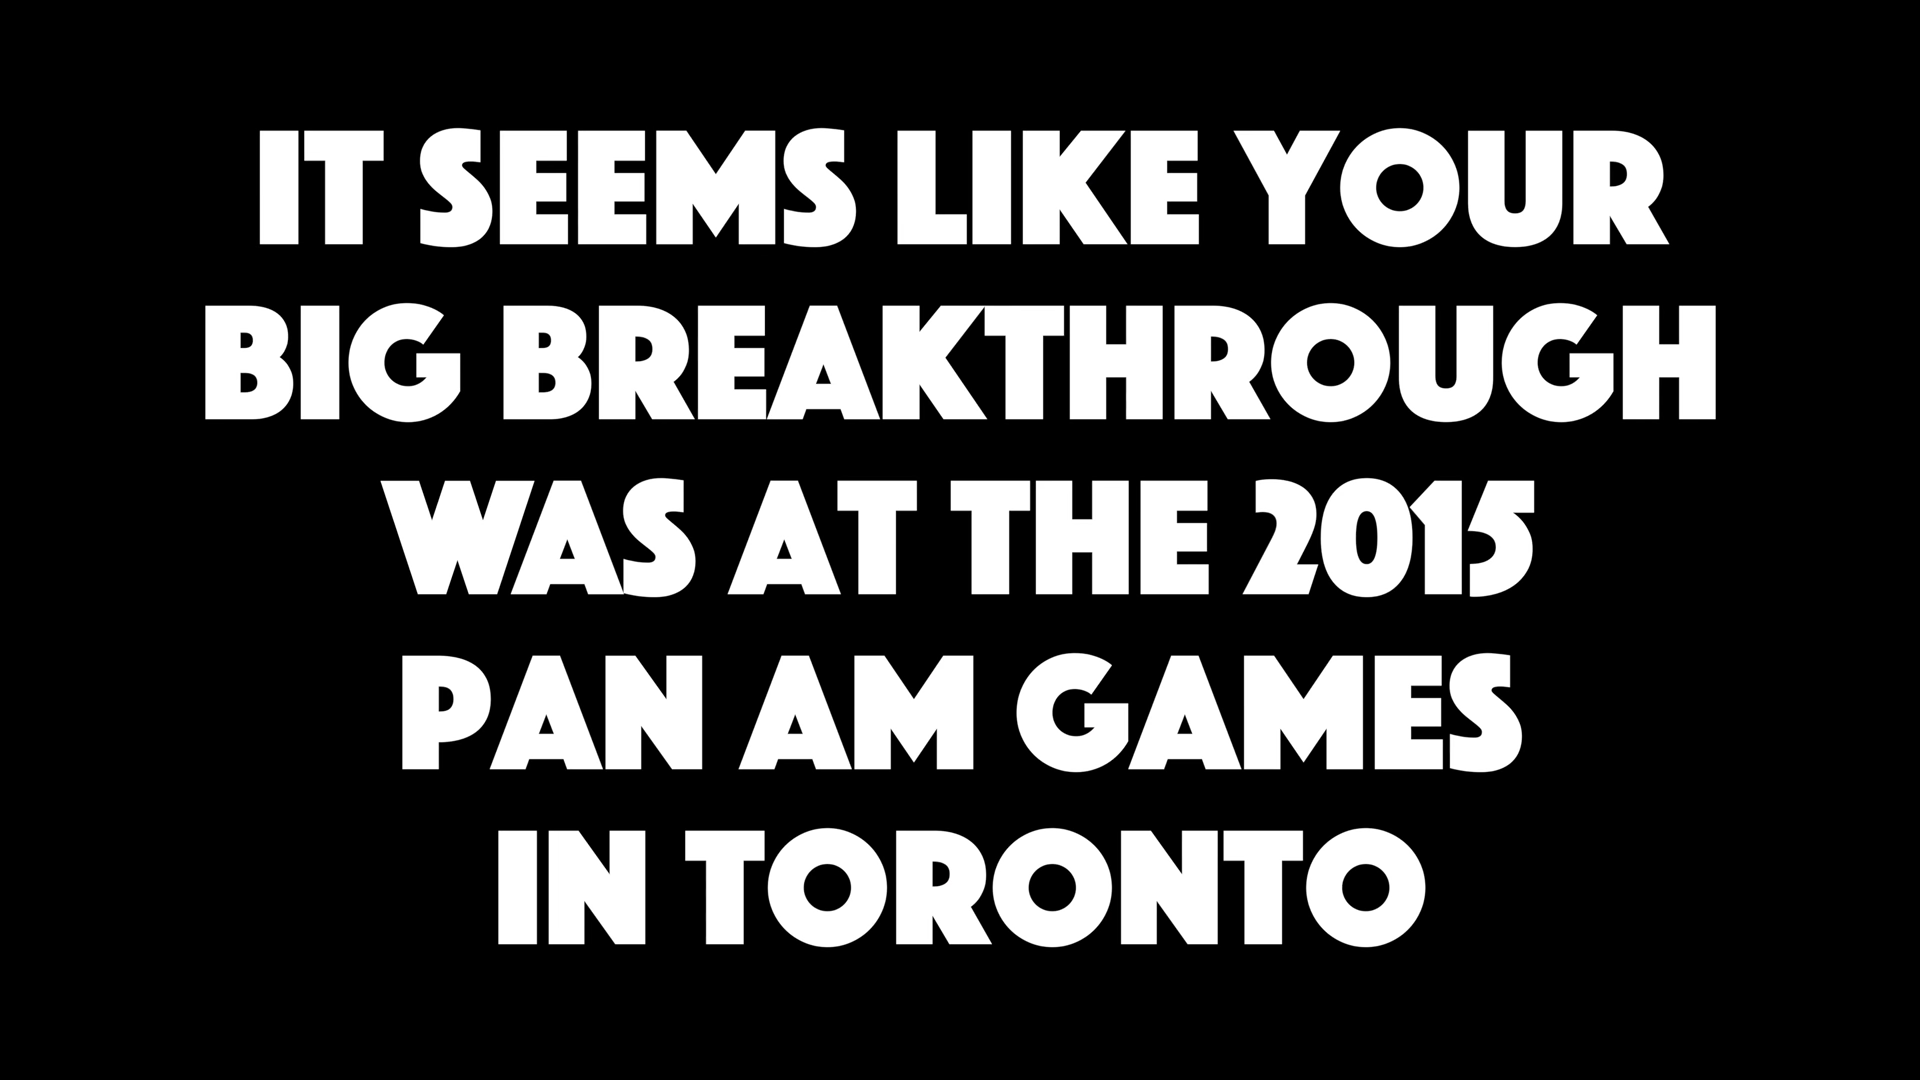 IT SEEMS LIKE YOUR
BIG BREAKTHROUGH
WAS AT THE 2015
PAN AM GAMES
IN TORONTO